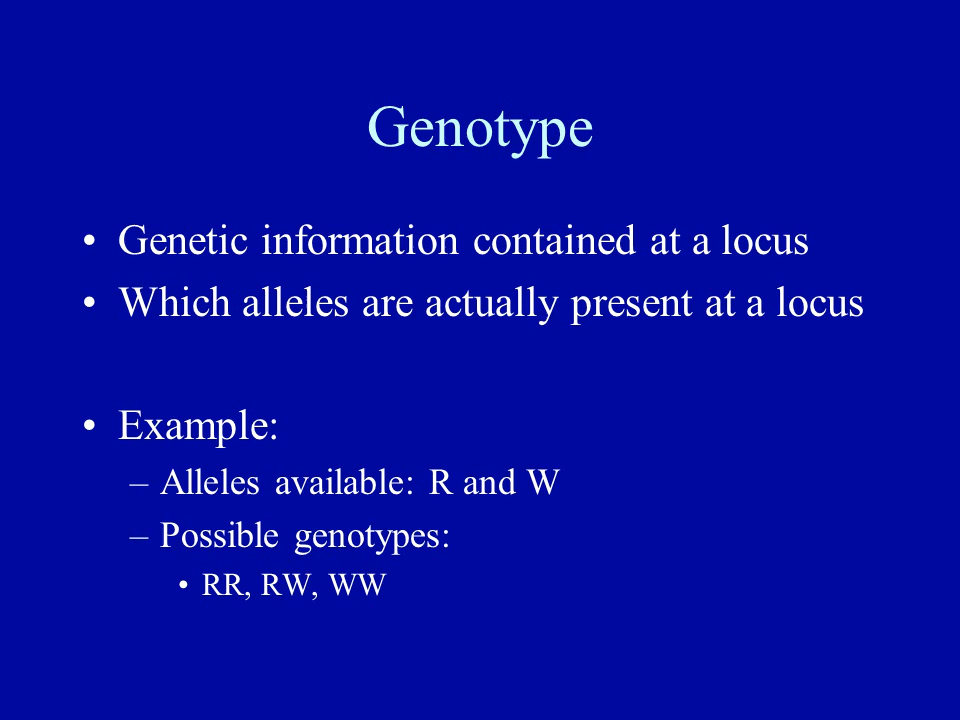 Genotype
• Genetic information contained at a locus
• Which alleles are actually present at a locus
• Example:
– Alleles available: R and W
– Possible genotypes:
• RR, RW, WW